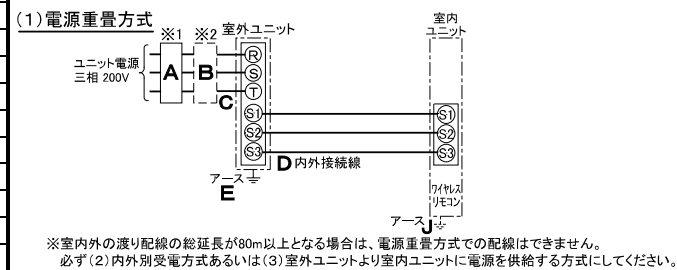 (1)電源重畳方式
※1
※2
室外ユニット
室内
ユニット
ユニット電源
三相 200V
A
B
C
R
S
T
S1
S2
S3
S1
S2
S3
D 内外接続線
アース
E
ワイヤレス
リモコン
アース
J
※室内外の渡り配線の総延長が80m以上となる場合は、電源重畳方式での配線はできません。
必ず(2)内外別受電方式あるいは(3)室外ユニットより室内ユニットに電源を供給する方式にしてください。